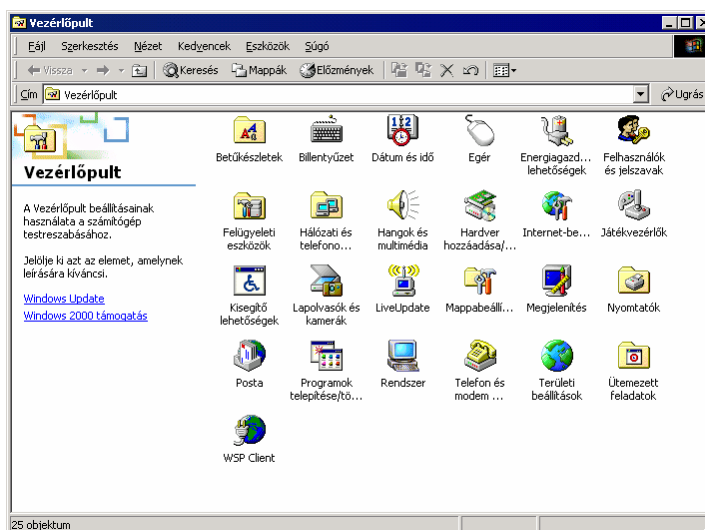 Vezérlőpult
Fájl Szerkesztés Nézet Kedvencek Eszközök Súgó
Vissza Keresés Mappák Előzmények
Cím Vezérlőpult Ugrás
Vezérlőpult
A Vezérlőpult beállításainak
használata a számítógép
testreszabásához.
Jelölje ki azt az elemet, amelynek
leírására kíváncsi.
Windows Update
Windows 2000 támogatás
Betűkészletek
Billentyűzet
Dátum és idő
Egér
Energiagazd...
lehetőségek
Felhasználók
és jelszavak
Felügyeleti
eszközök
Hálózati és
telefono...
Hangok és
multimédia
Hardver
hozzáadása/...
Internet-be...
Játékvezérlők
Kisegítő
lehetőségek
Lapolvasók és
kamerák
LiveUpdate
Mappabeállí...
Megjelenítés
Nyomtatók
Posta
Programok
telepítése/tö...
Rendszer
Telefon és
modem ...
Területi
beállítások
Ütemezett
feladatok
WSP Client
25 objektum